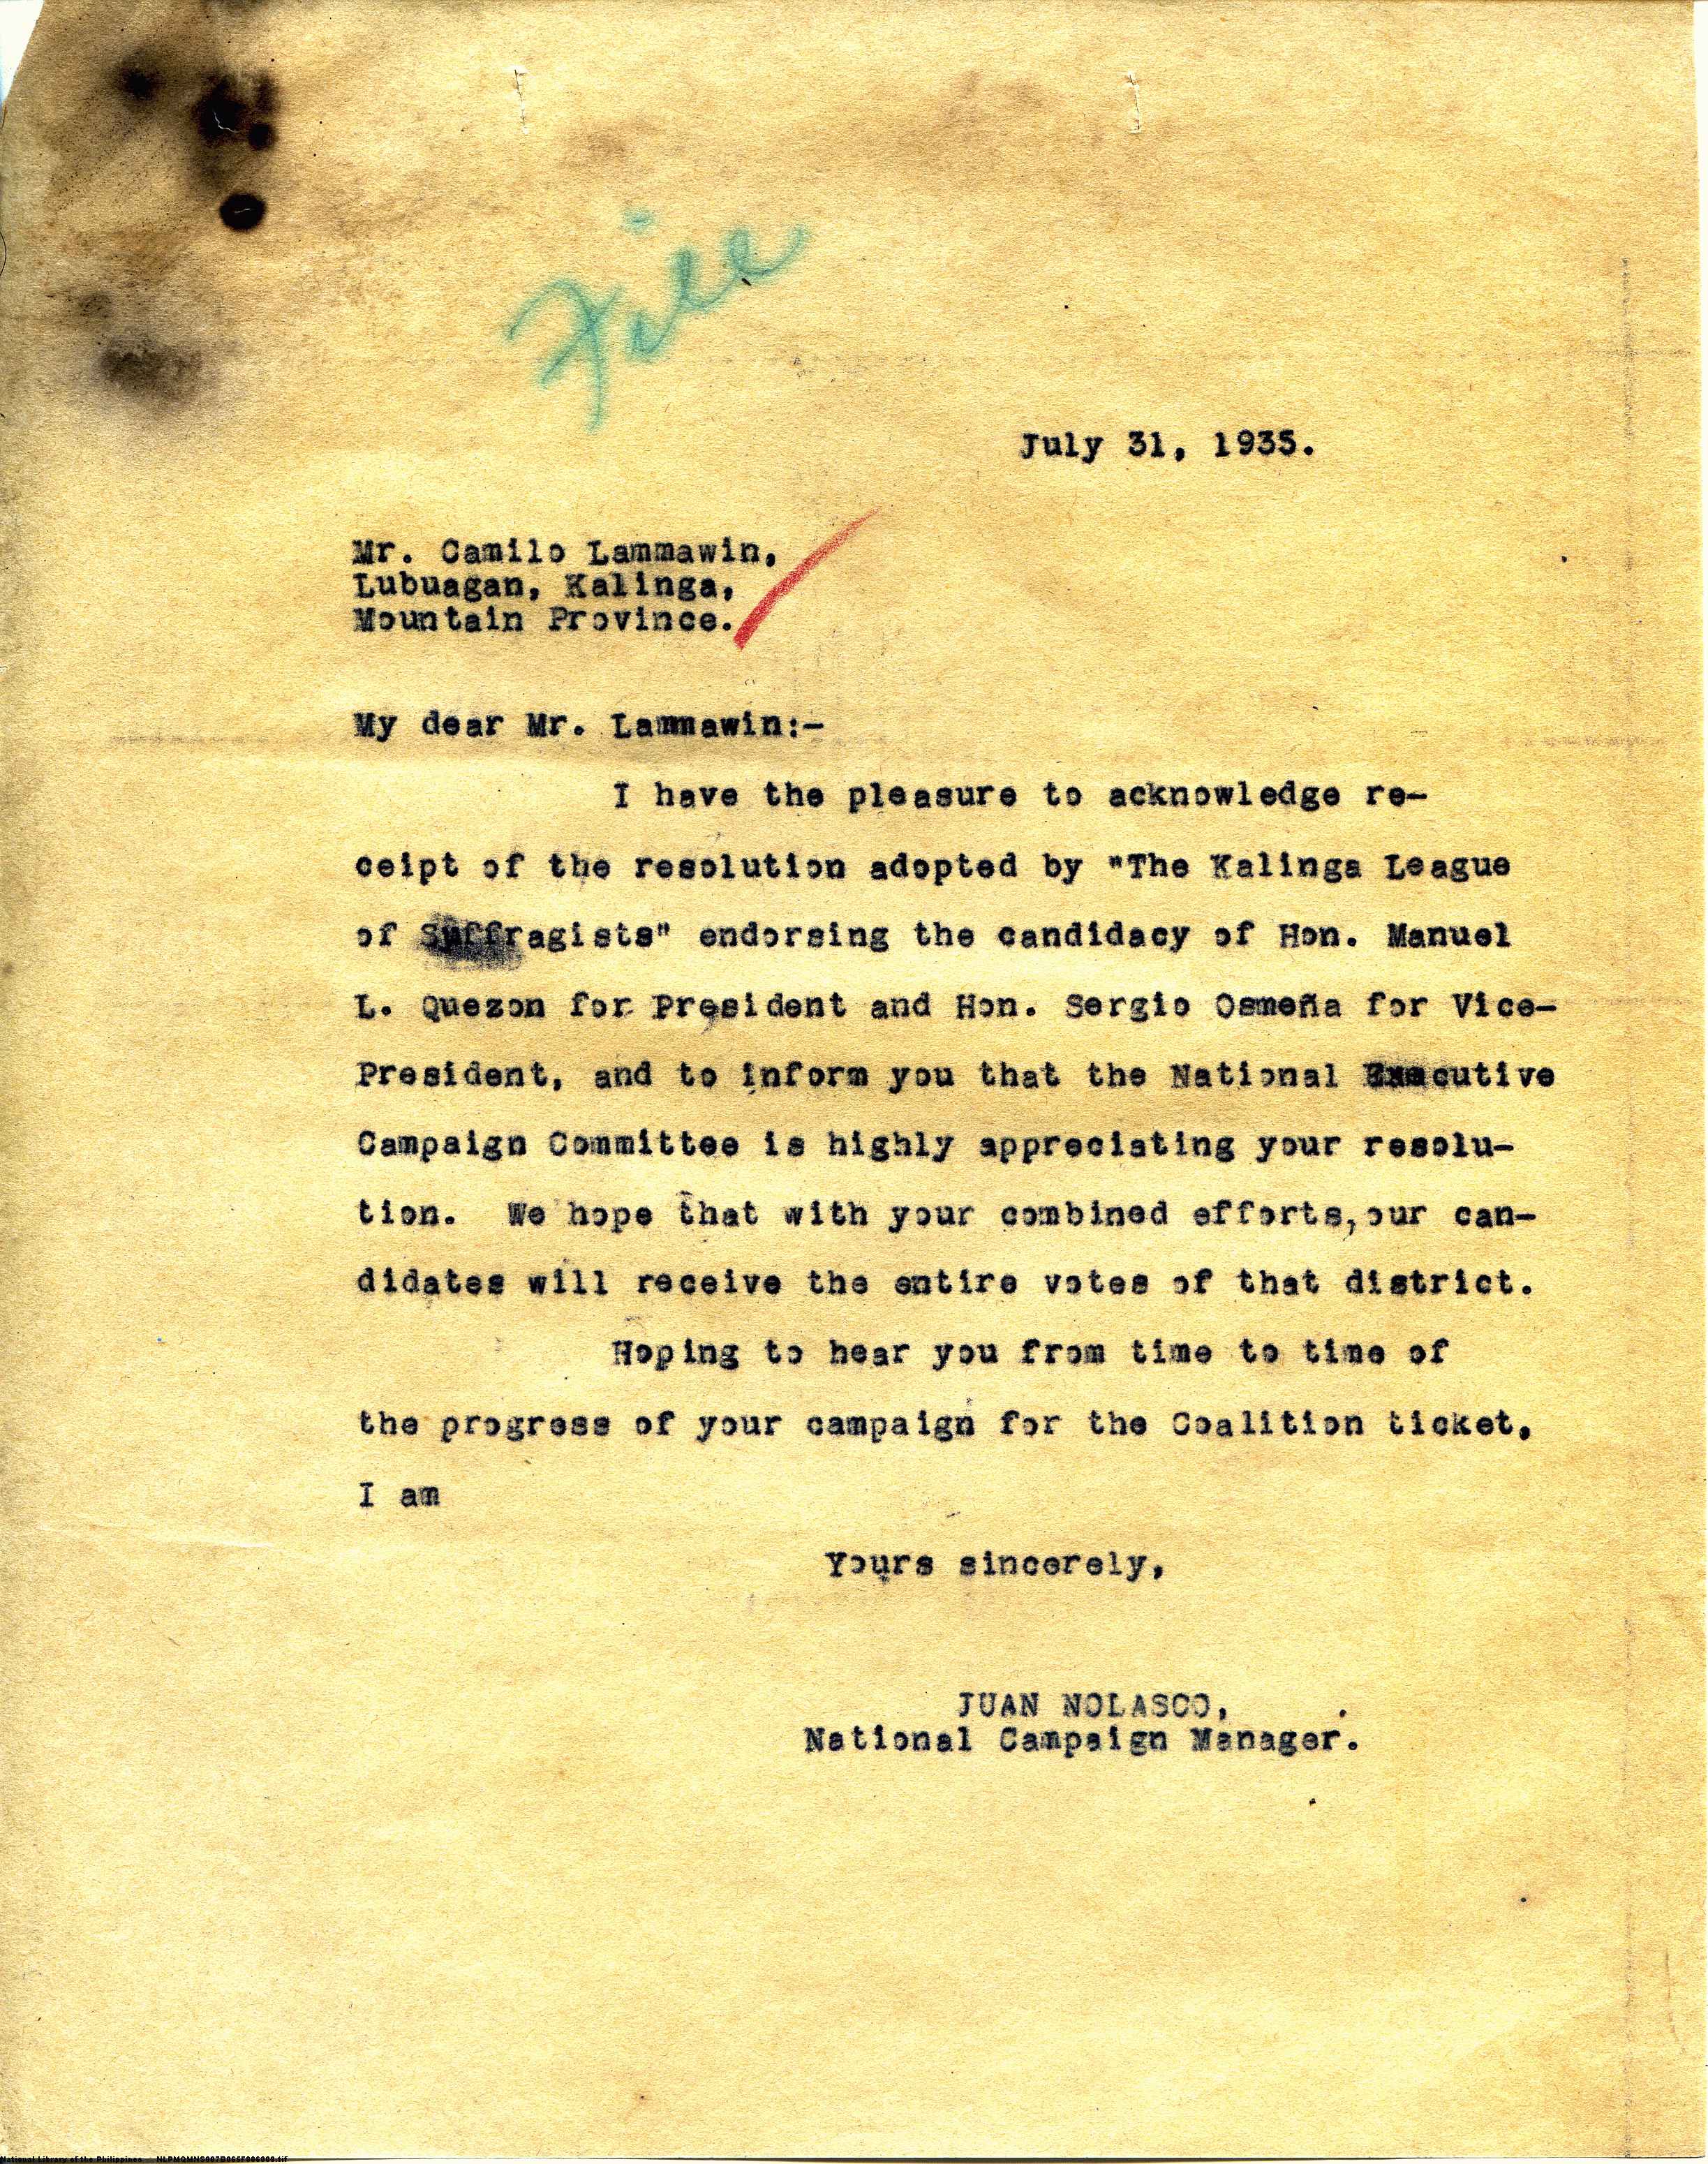 File
July 31, 1935.
Mr. Camilo Lammawin,
Lubuagan, Kalinga,
Mountain Province.
My dear Mr. Lammawin:-
I have the pleasure to acknowledge re-
ceipt of the resolution adopted by "The Kalinga League
of Suffragists" endorsing the candidacy of Hon. Manuel
L. Quezon for President and Hon. Sergio Osmeña for Vice-
President, and to inform you that the National Executive
Campaign Committee is highly appreciating your resolu-
tion. We hope that with your combined efforts,our can-
didates will receive the entire votes of that district.
Hoping to hear you from time to time of
the progress of your campaign for the Coalition ticket,
I am
Yours sincerely,
JUAN NOLASCO,
National Campaign Manager.
National Library of the Philippines